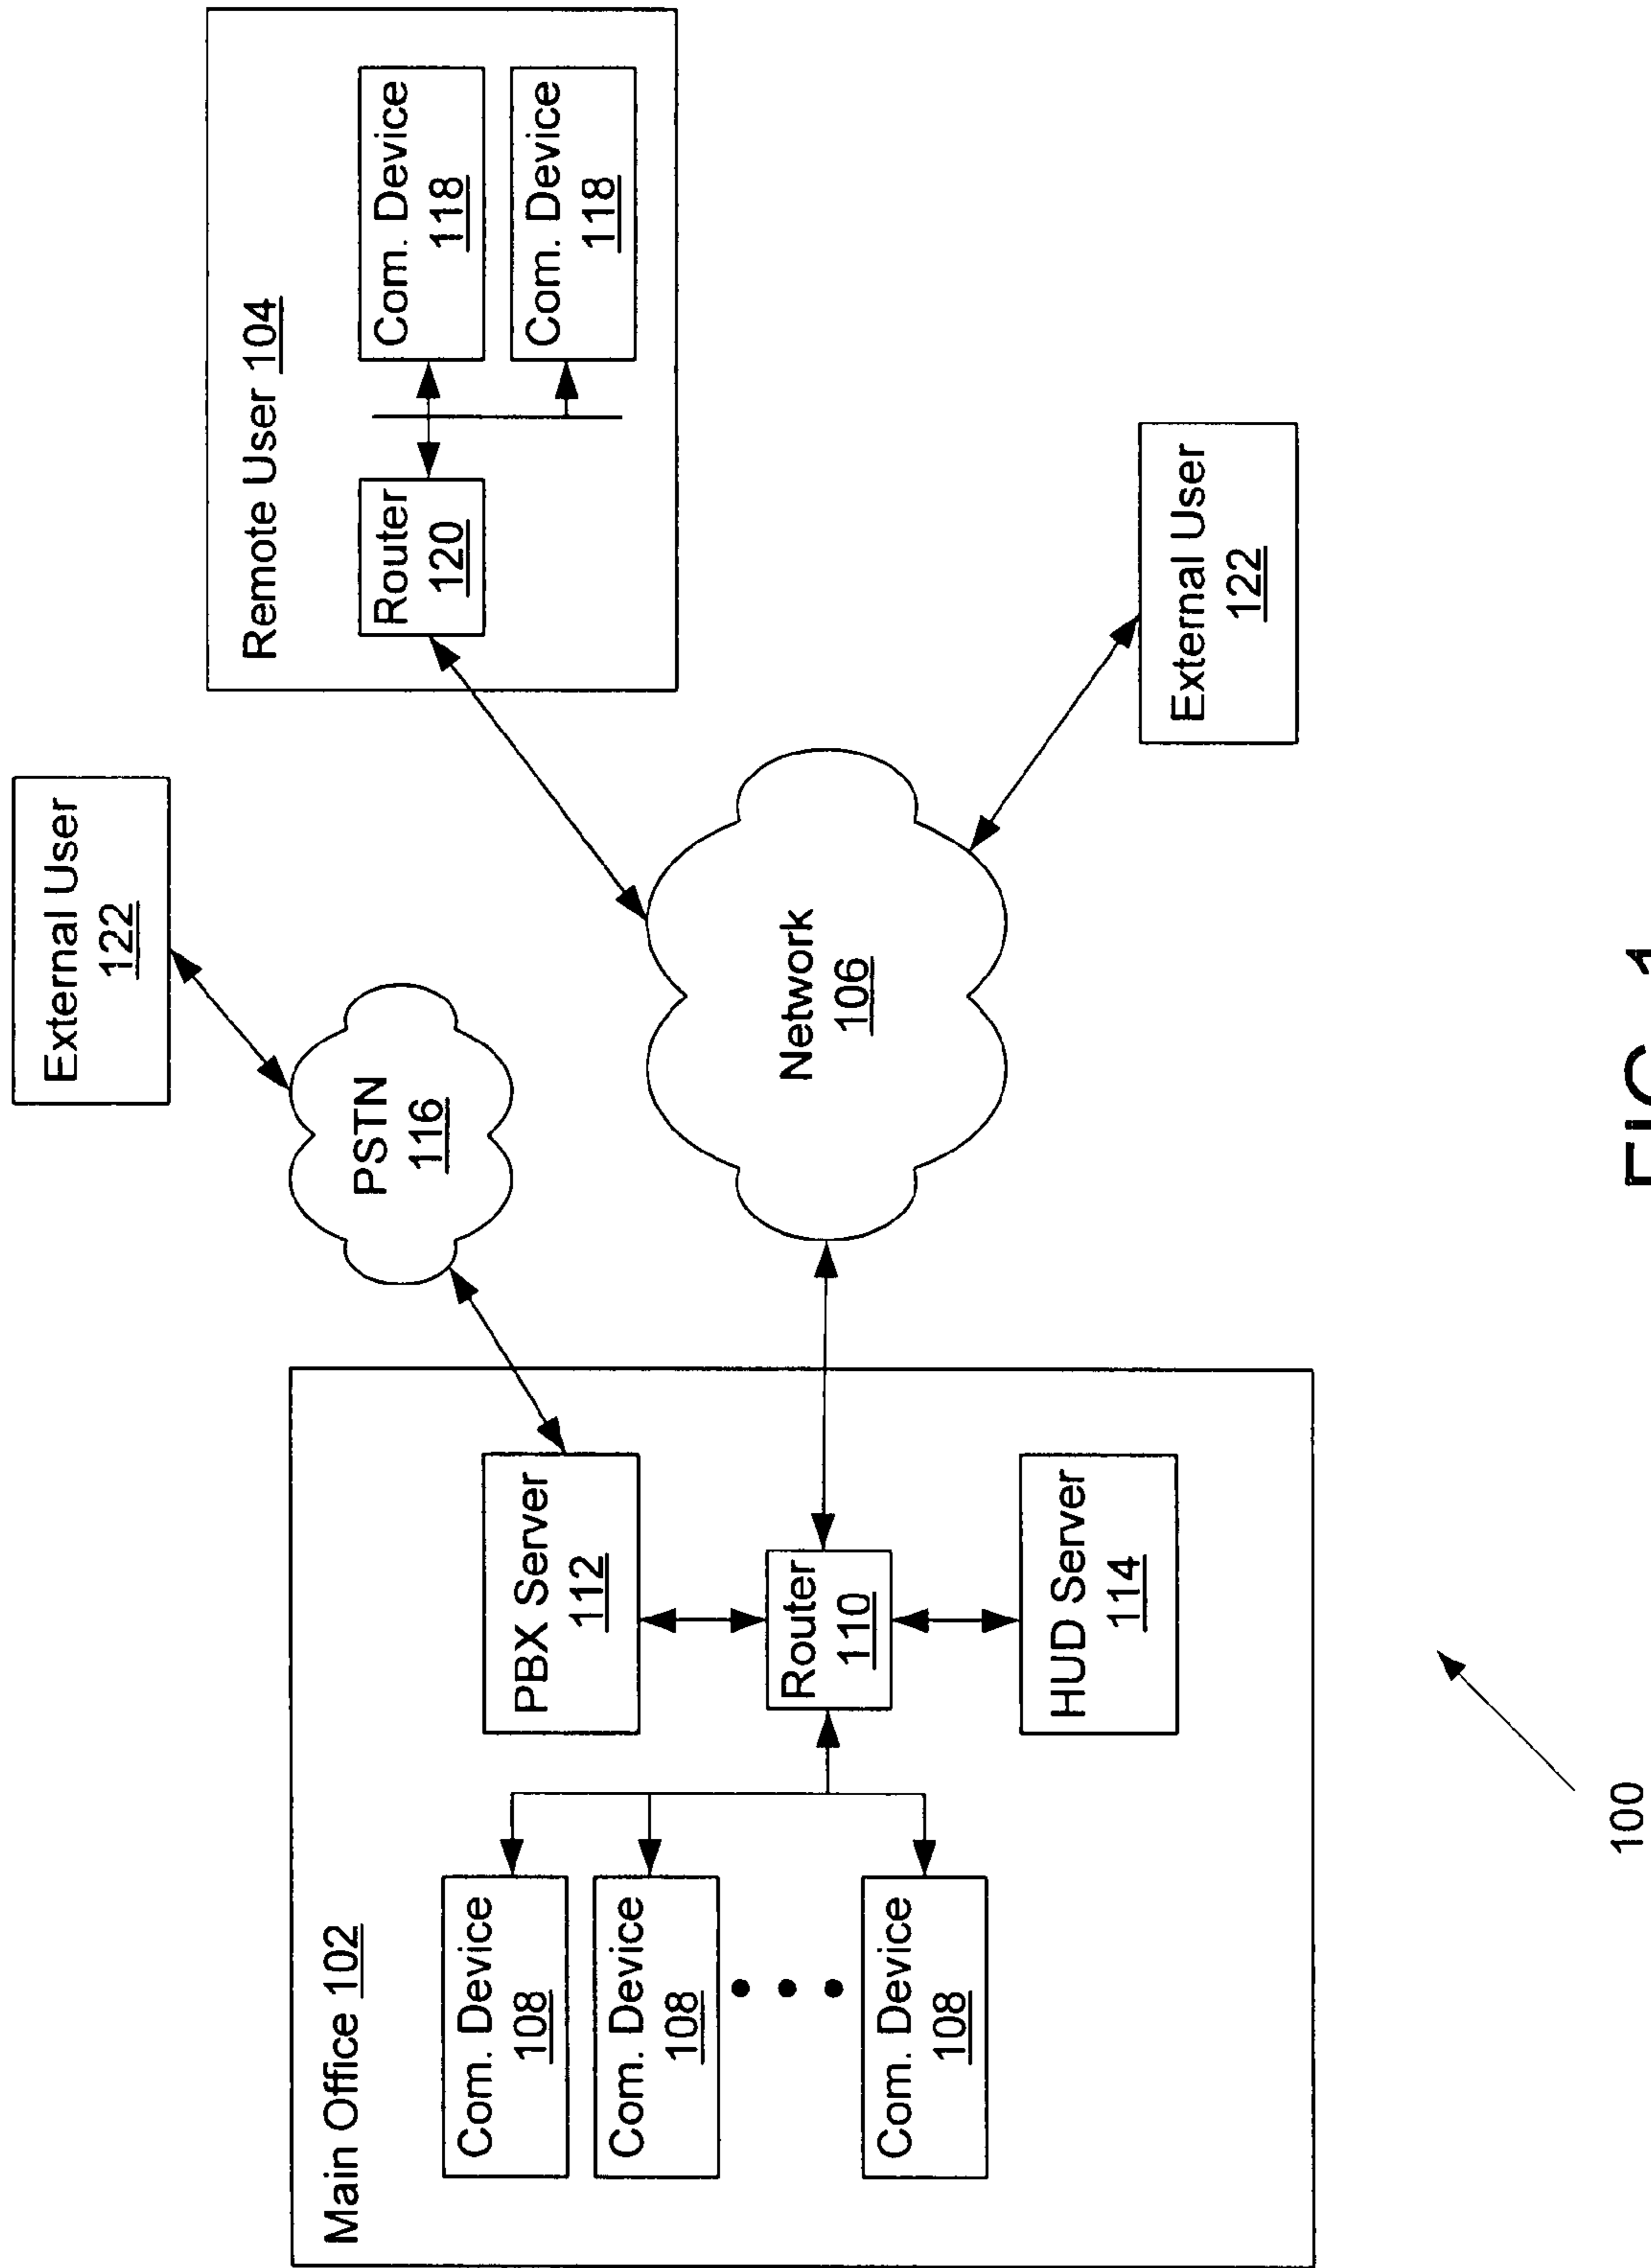 External User
122
Remote User 104
Com. Device
118
Com. Device
118
Router
120
PSTN
116
Network
106
External User
122
Main Office 102
PBX Server
112
Com. Device
108
Com. Device
108
Com. Device
108
Router
110
HUD Server
114
100
FIG. 1